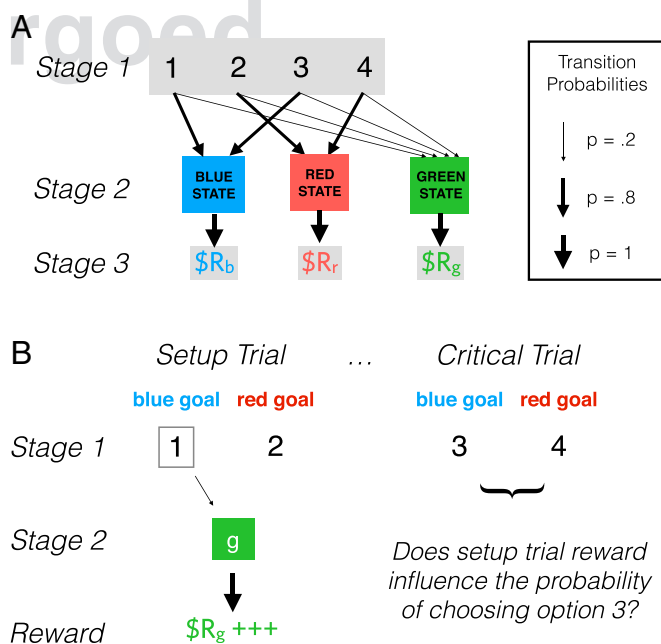 rgoed
A
Stage 1 1 2 3 4
Transition
Probabilities
p = .2
p = .8
p = 1
Stage 2
BLUE
STATE
RED
STATE
GREEN
STATE
Stage 3 $Rb $Rr $Rg
B
Setup Trial ... Critical Trial
blue goal red goal blue goal red goal
Stage 1 1 2 3 4
Stage 2 g
Does setup trial reward
influence the probability
of choosing option 3?
Reward $Rg +++